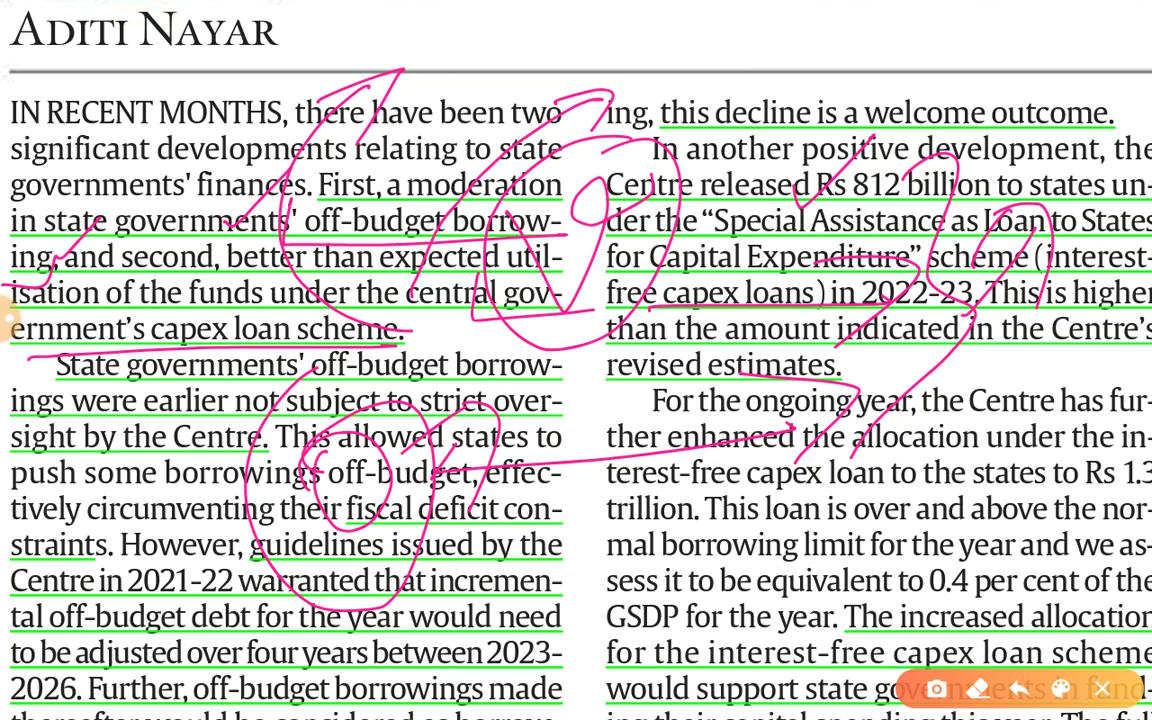 ADITI NAYAR
IN RECENT MONTHS, there have been two
significant developments relating to state
governments' finances. First, a moderation
in state governments' off-budget borrow-
ing, and second, better than expected util-
isation of the funds under the central gov-
ernment's capex loan scheme.
State governments' off-budget borrow-
ings were earlier not subject to strict over-
sight by the Centre. This allowed states to
push some borrowings off-budget, effec-
tively circumventing their fiscal deficit con-
straints. However, guidelines issued by the
Centre in 2021-22 warranted that incremen-
tal off-budget debt for the year would need
to be adjusted over four years between 2023-
2026. Further, off-budget borrowings made
ing, this decline is a welcome outcome.
In another positive development, the
Centre released Rs 812 billion to states un-
der the “Special Assistance as Loan to States
for Capital Expenditure” scheme (interest-
free capex loans) in 2022-23. This is higher
than the amount indicated in the Centre's
revised estimates.
For the ongoing year, the Centre has fur-
ther enhanced the allocation under the in-
terest-free capex loan to the states to Rs 1.3
trillion. This loan is over and above the nor-
mal borrowing limit for the year and we as-
sess it to be equivalent to 0.4 per cent of the
GSDP for the year. The increased allocation
for the interest-free capex loan scheme
would support state governments in fund-